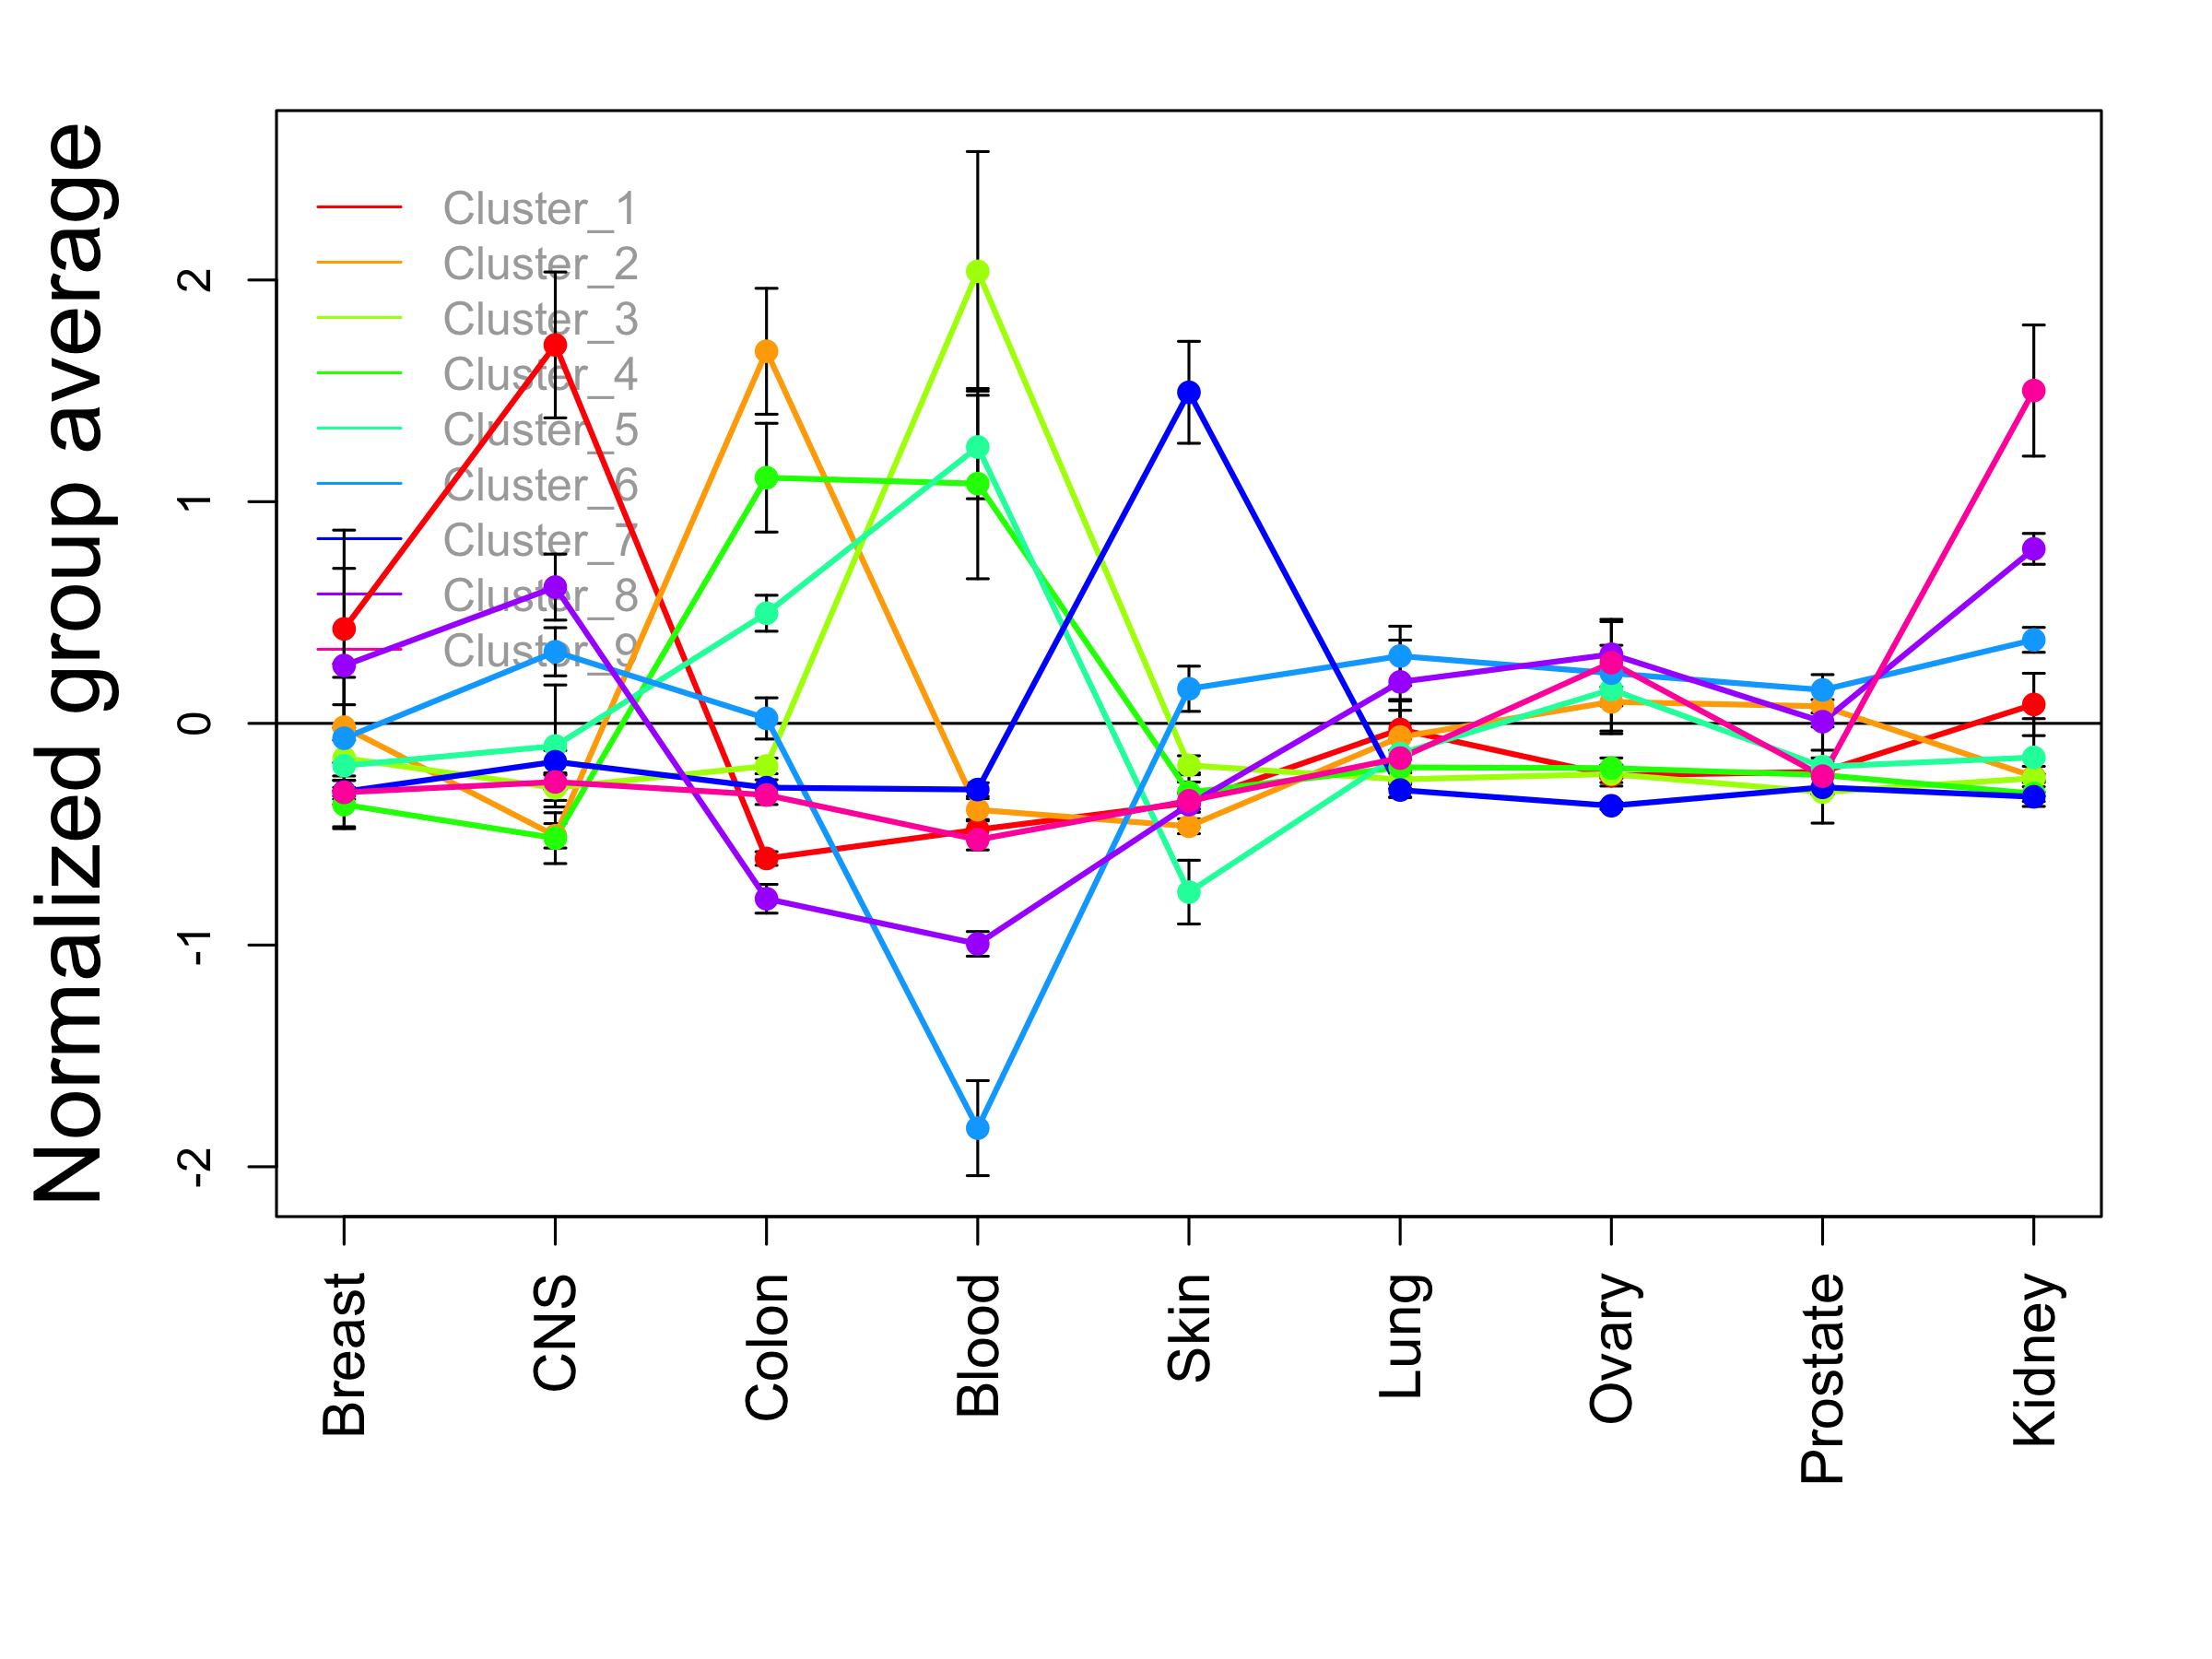 Normalized group average
2
1
0
-1
-2
Cluster_1
Cluster_2
Cluster_3
Cluster_4
Cluster_5
Cluster_6
Cluster_7
Cluster_8
Cluster_9
Breast
CNS
Colon
Blood
Skin
Lung
Ovary
Prostate
Kidney